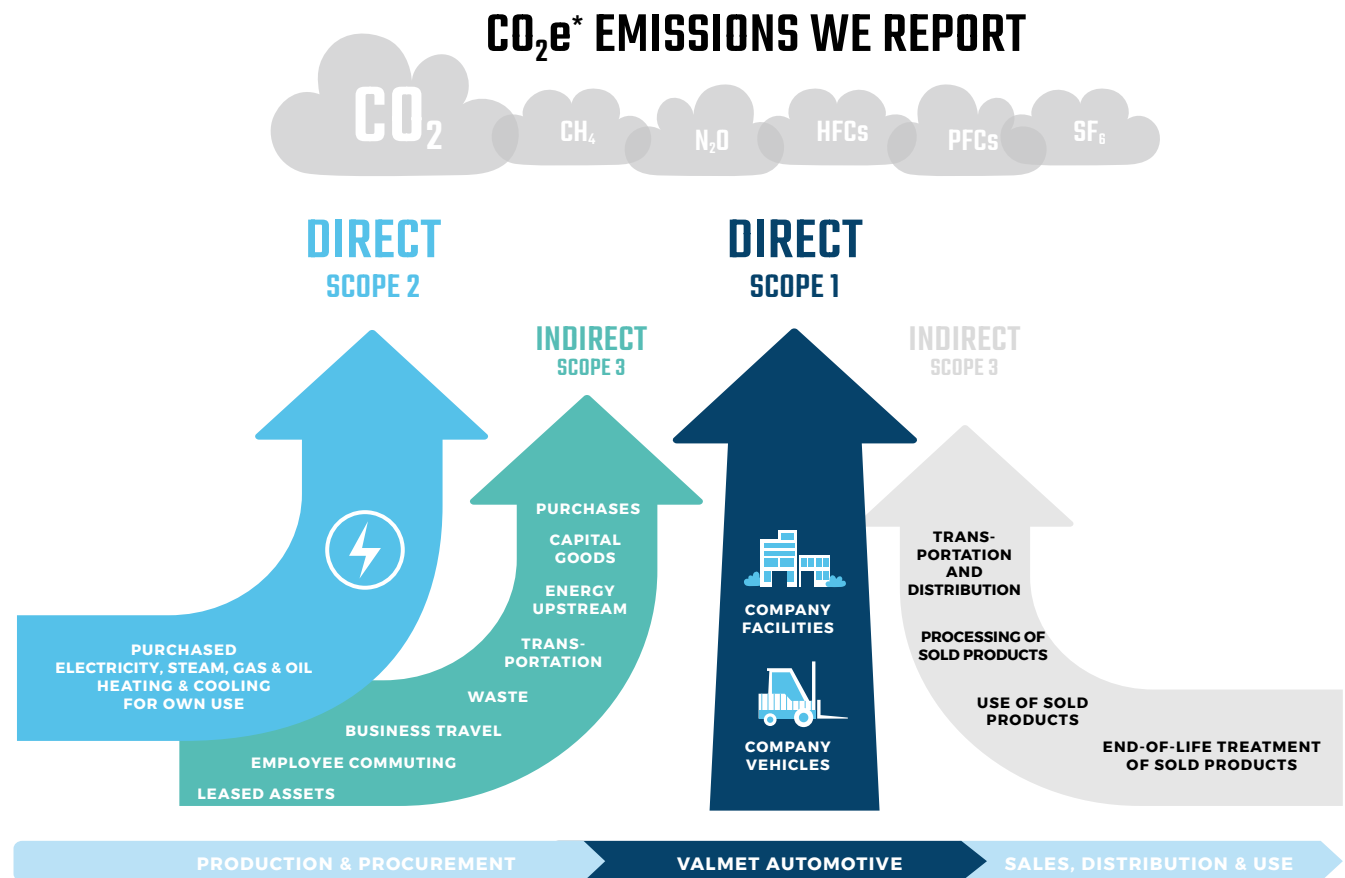 CO₂e* EMISSIONS WE REPORT
CO₂
CH₄
N₂O
HFCs
PFCs
SF₆
DIRECT
SCOPE 2
INDIRECT
SCOPE 3
DIRECT
SCOPE 1
INDIRECT
SCOPE 3
PURCHASED
ELECTRICITY, STEAM, GAS & OIL
HEATING & COOLING
FOR OWN USE
PURCHASES
CAPITAL
GOODS
ENERGY
UPSTREAM
TRANS-
PORTATION
WASTE
BUSINESS TRAVEL
EMPLOYEE COMMUTING
LEASED ASSETS
COMPANY
FACILITIES
COMPANY
VEHICLES
TRANS-
PORTATION
AND
DISTRIBUTION
PROCESSING OF
SOLD PRODUCTS
USE OF SOLD
PRODUCTS
END-OF-LIFE TREATMENT
OF SOLD PRODUCTS
PRODUCTION & PROCUREMENT
VALMET AUTOMOTIVE
SALES, DISTRIBUTION & USE